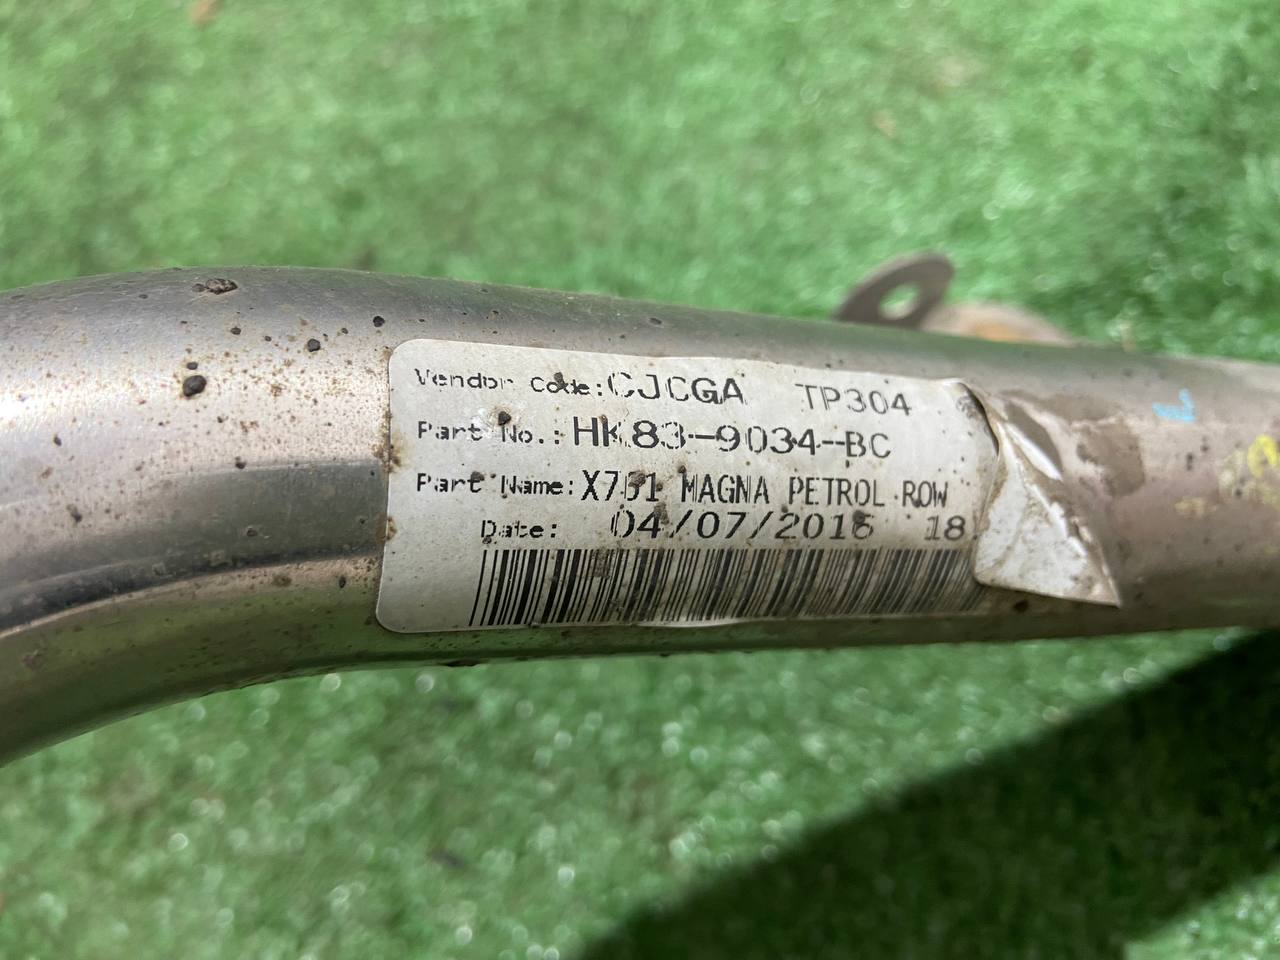 Vendor Code: CJCGA TP304
Part No.: HK83-9034-BC
Part Name: X761 MAGNA PETROL ROW
Date: 04/07/2016 18